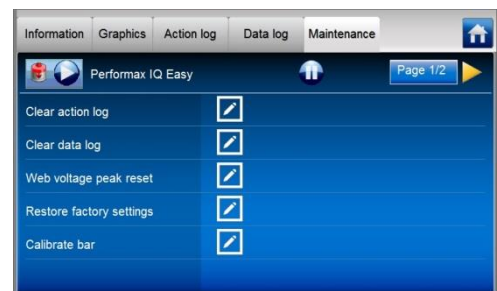 Information Graphics Action log Data log Maintenance
Performax IQ Easy Page 1/2
Clear action log
Clear data log
Web voltage peak reset
Restore factory settings
Calibrate bar